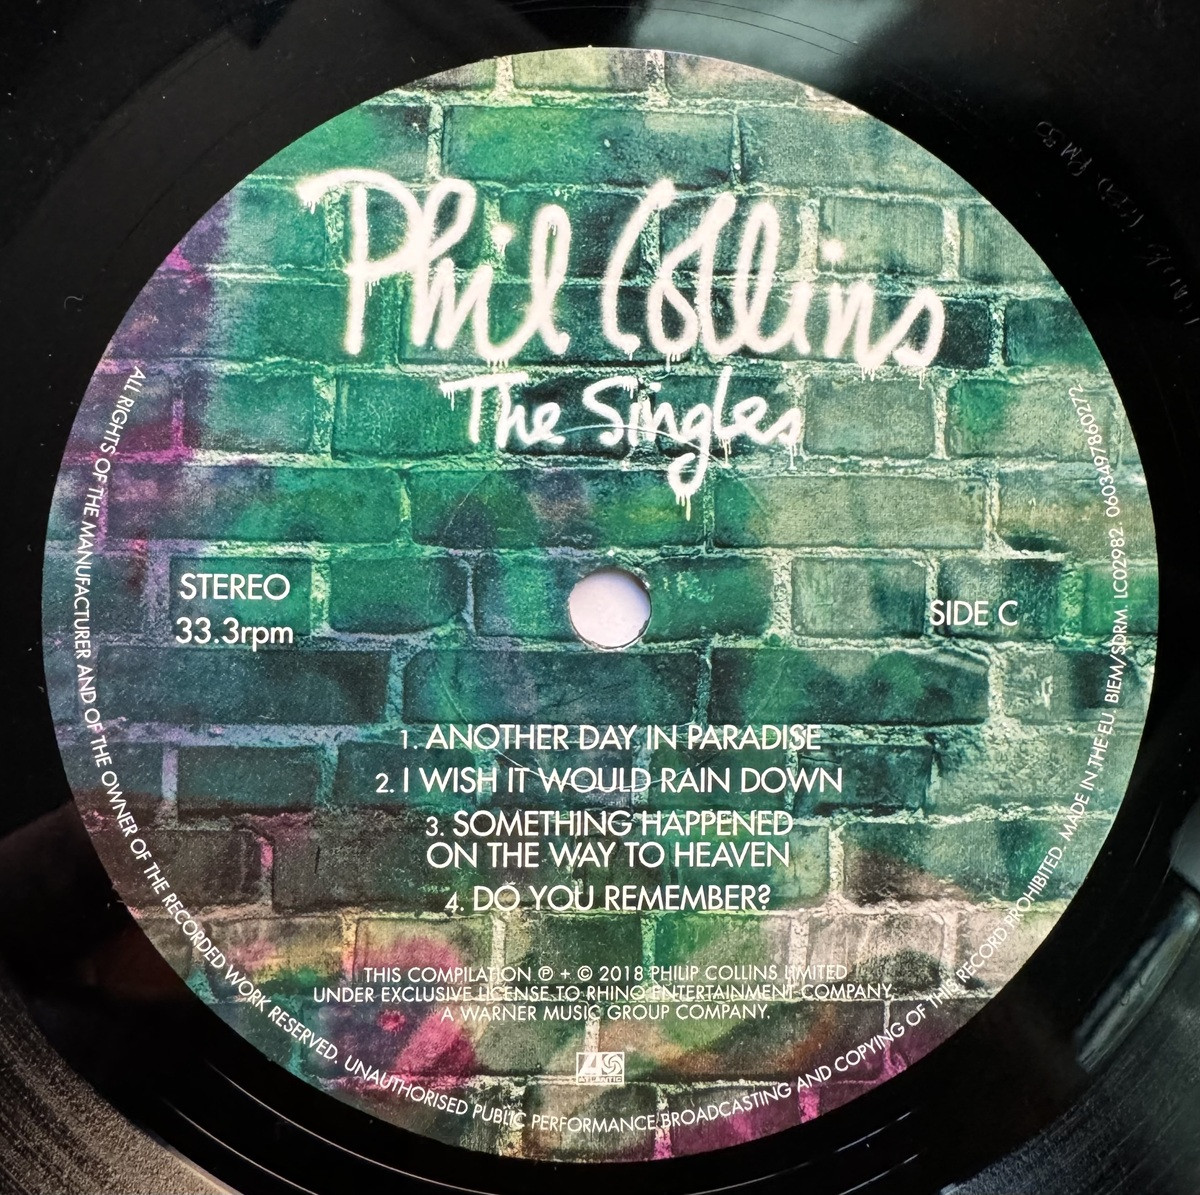 Phil Collins
The Singles
STEREO
33.3rpm
SIDE C
1. ANOTHER DAY IN PARADISE
2. I WISH IT WOULD RAIN DOWN
3. SOMETHING HAPPENED
ON THE WAY TO HEAVEN
4. DO YOU REMEMBER?
THIS COMPILATION ℗ + © 2018 PHILIP COLLINS LIMITED
UNDER EXCLUSIVE LICENSE TO RHINO ENTERTAINMENT COMPANY,
A WARNER MUSIC GROUP COMPANY.
ATLANTIC
ALL RIGHTS OF THE MANUFACTURER AND OF THE OWNER OF THE RECORDED WORK RESERVED. UNAUTHORISED PUBLIC PERFORMANCE BROADCASTING AND COPYING OF THIS RECORD PROHIBITED. MADE IN THE EU BIEM/SDRM LC02982. 0603497860272